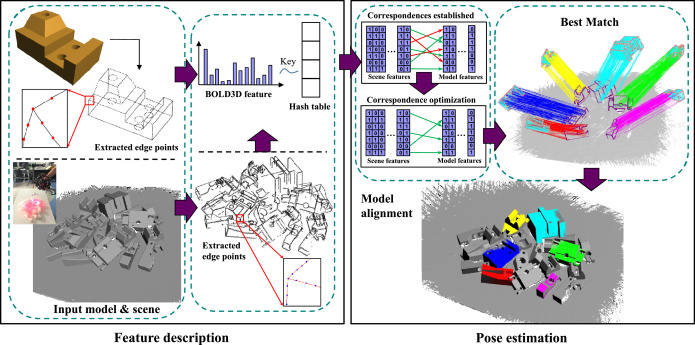 Extracted edge points
Input model & scene
BOLD3D feature
Key
Hash table
Extracted
edge points
Feature description
Correspondences established
Scene features
Model features
Correspondence optimization
Scene features
Model features
Best Match
Model
alignment
Pose estimation